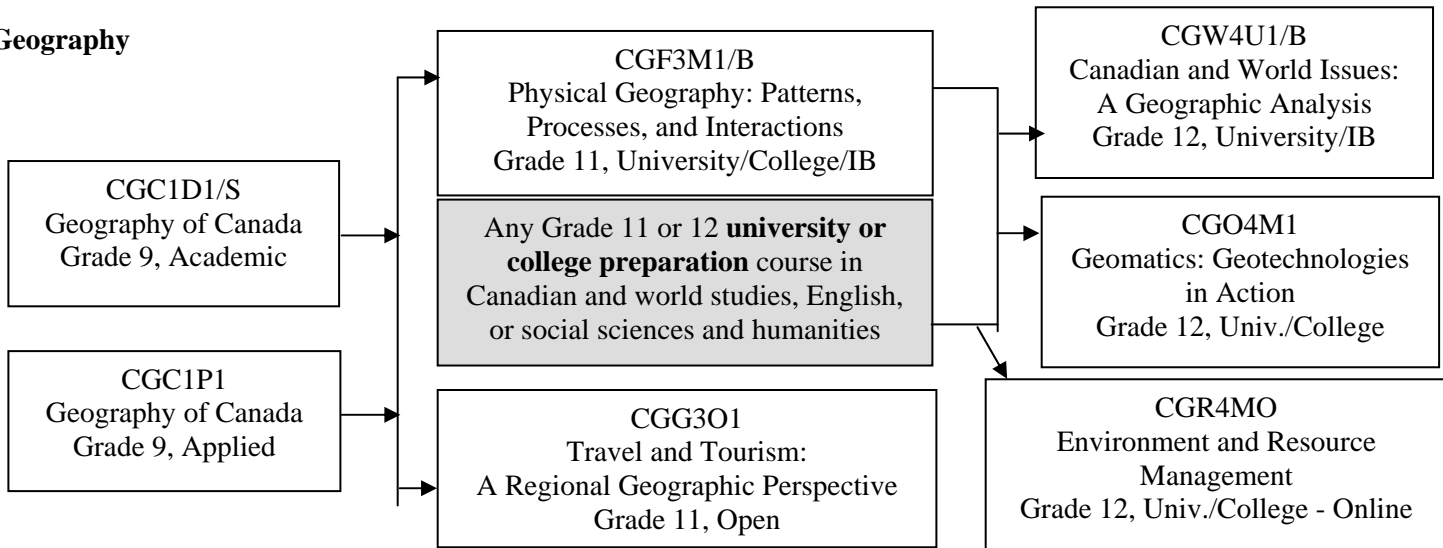 Geography
CGC1D1/S
Geography of Canada
Grade 9, Academic
CGC1P1
Geography of Canada
Grade 9, Applied
CGF3M1/B
Physical Geography: Patterns,
Processes, and Interactions
Grade 11, University/College/IB
Any Grade 11 or 12 university or
college preparation course in
Canadian and world studies, English,
or social sciences and humanities
CGG3O1
Travel and Tourism:
A Regional Geographic Perspective
Grade 11, Open
CGW4U1/B
Canadian and World Issues:
A Geographic Analysis
Grade 12, University/IB
CGO4M1
Geomatics: Geotechnologies
in Action
Grade 12, Univ./College
CGR4MO
Environment and Resource
Management
Grade 12, Univ./College - Online